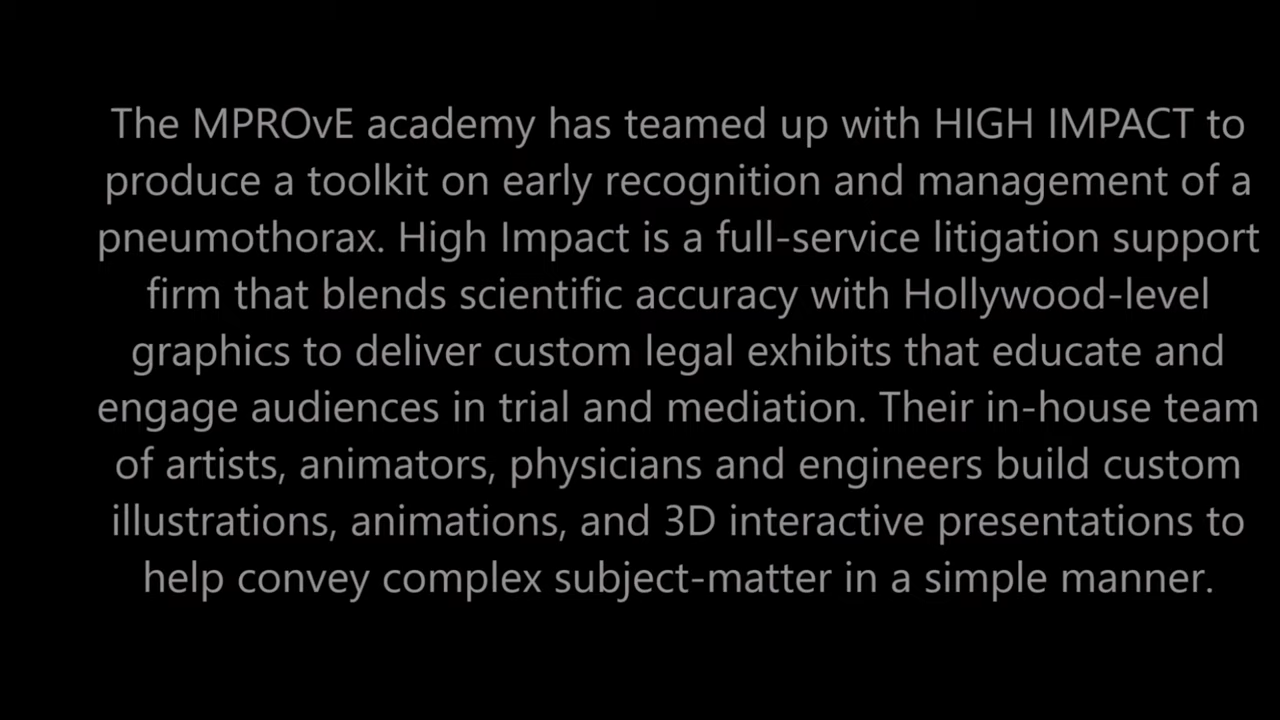 The MPROvE academy has teamed up with HIGH IMPACT to
produce a toolkit on early recognition and management of a
pneumothorax. High Impact is a full-service litigation support
firm that blends scientific accuracy with Hollywood-level
graphics to deliver custom legal exhibits that educate and
engage audiences in trial and mediation. Their in-house team
of artists, animators, physicians and engineers build custom
illustrations, animations, and 3D interactive presentations to
help convey complex subject-matter in a simple manner.